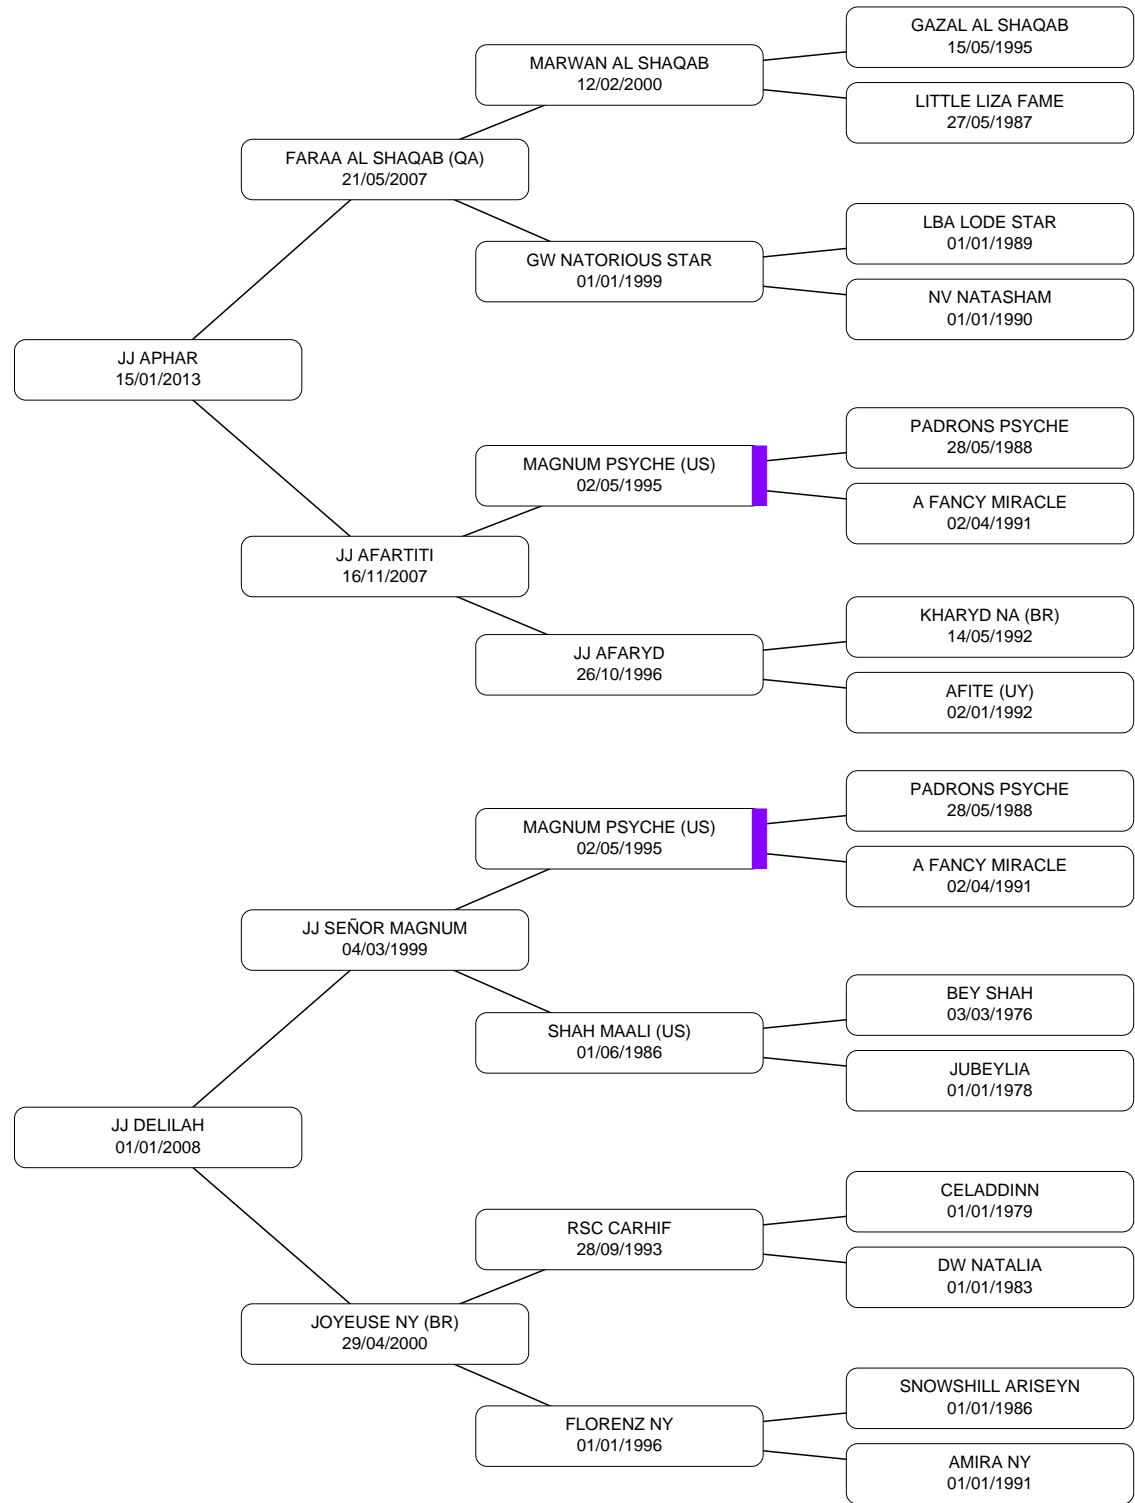 GAZAL AL SHAQAB
15/05/1995
MARWAN AL SHAQAB
12/02/2000
LITTLE LIZA FAME
27/05/1987
FARAA AL SHAQAB (QA)
21/05/2007
LBA LODE STAR
01/01/1989
GW NATORIOUS STAR
01/01/1999
NV NATASHAM
01/01/1990
JJ APHAR
15/01/2013
PADRONS PSYCHE
28/05/1988
MAGNUM PSYCHE (US)
02/05/1995
A FANCY MIRACLE
02/04/1991
JJ AFARTITI
16/11/2007
KHARYD NA (BR)
14/05/1992
JJ AFARYD
26/10/1996
AFITE (UY)
02/01/1992
PADRONS PSYCHE
28/05/1988
MAGNUM PSYCHE (US)
02/05/1995
A FANCY MIRACLE
02/04/1991
JJ SEÑOR MAGNUM
04/03/1999
BEY SHAH
03/03/1976
SHAH MAALI (US)
01/06/1986
JUBEYLIA
01/01/1978
JJ DELILAH
01/01/2008
CELADDINN
01/01/1979
RSC CARHIF
28/09/1993
DW NATALIA
01/01/1983
JOYEUSE NY (BR)
29/04/2000
SNOWSHILL ARISEYN
01/01/1986
FLORENZ NY
01/01/1996
AMIRA NY
01/01/1991